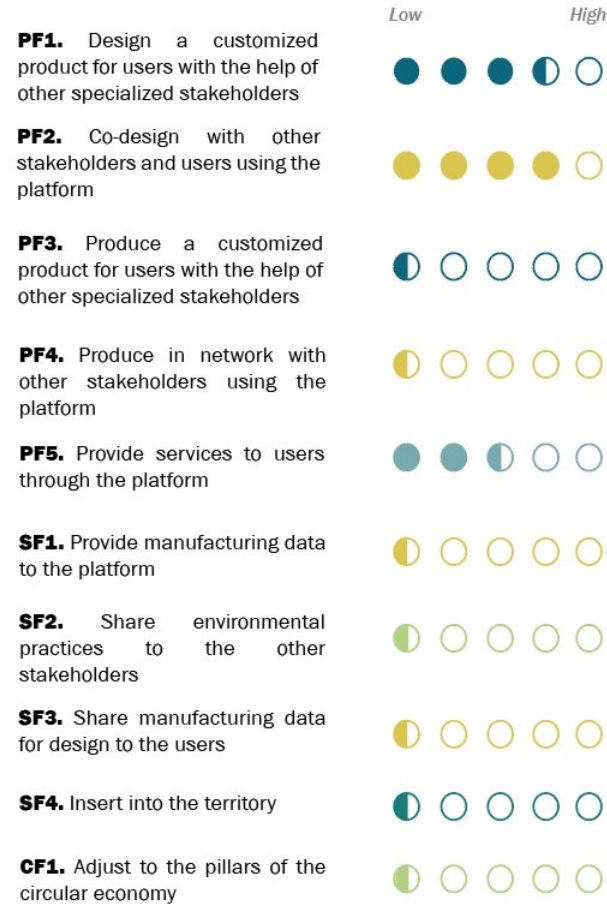 Low High
PF1. Design a customized
product for users with the help of
other specialized stakeholders
PF2. Co-design with other
stakeholders and users using the
platform
PF3. Produce a customized
product for users with the help of
other specialized stakeholders
PF4. Produce in network with
other stakeholders using the
platform
PF5. Provide services to users
through the platform
SF1. Provide manufacturing data
to the platform
SF2. Share environmental
practices to the other
stakeholders
SF3. Share manufacturing data
for design to the users
SF4. Insert into the territory
CF1. Adjust to the pillars of the
circular economy